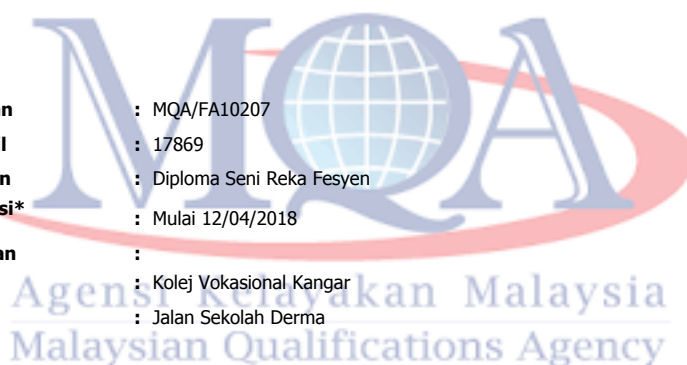 MQA
an : MQA/FA10207
l : 17869
n : Diploma Seni Reka Fesyen
si*
: Mulai 12/04/2018
an :
: Kolej Vokasional Kangar
Agensi Kelayakan Malaysia
: Jalan Sekolah Derma
Malaysian Qualifications Agency